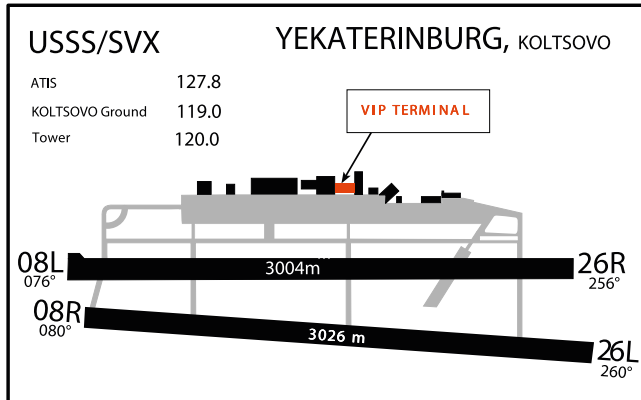 USSS/SVX
YEKATERINBURG, KOLTSOVO
ATIS 127.8
KOLTSOVO Ground 119.0
Tower 120.0
VIP TERMINAL
08L
076°
3004m
26R
256°
08R
080°
3026 m
26L
260°